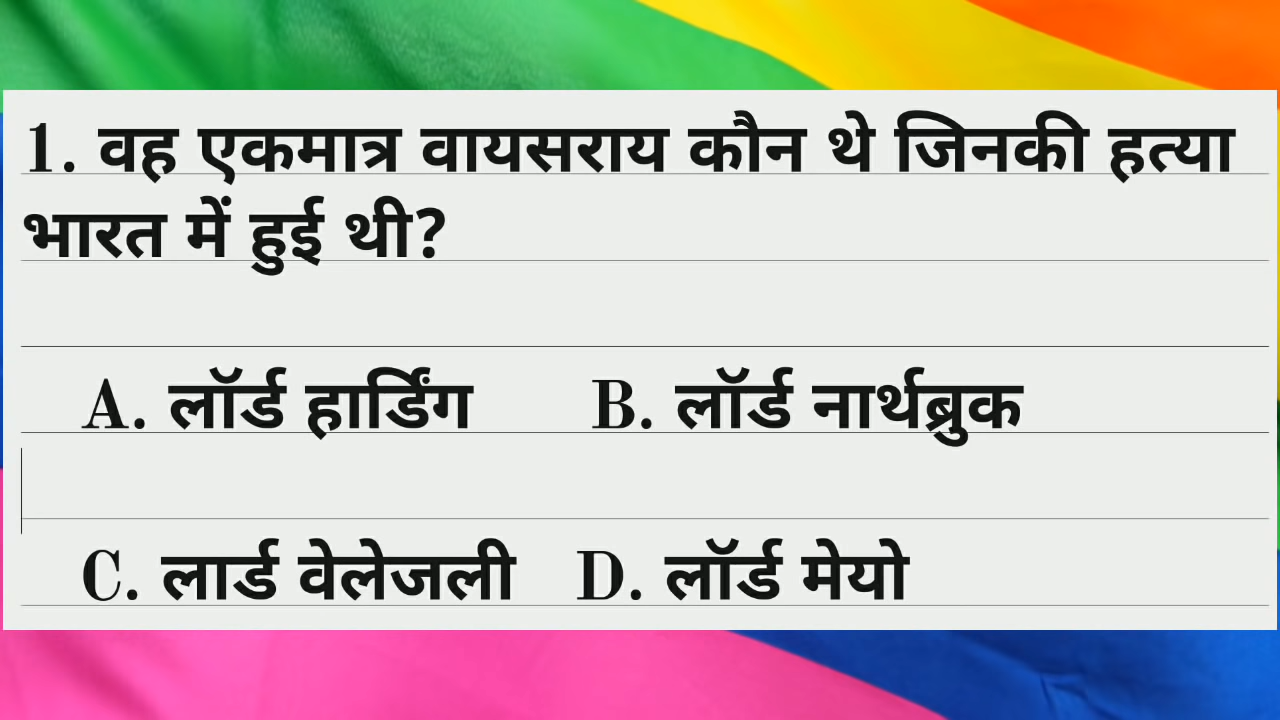 1. वह एकमात्र वायसराय कौन थे जिनकी हत्या
भारत में हुई थी?
A. लॉर्ड हार्डिंग B. लॉर्ड नार्थब्रुक
C. लार्ड वेलेजली D. लॉर्ड मेयो